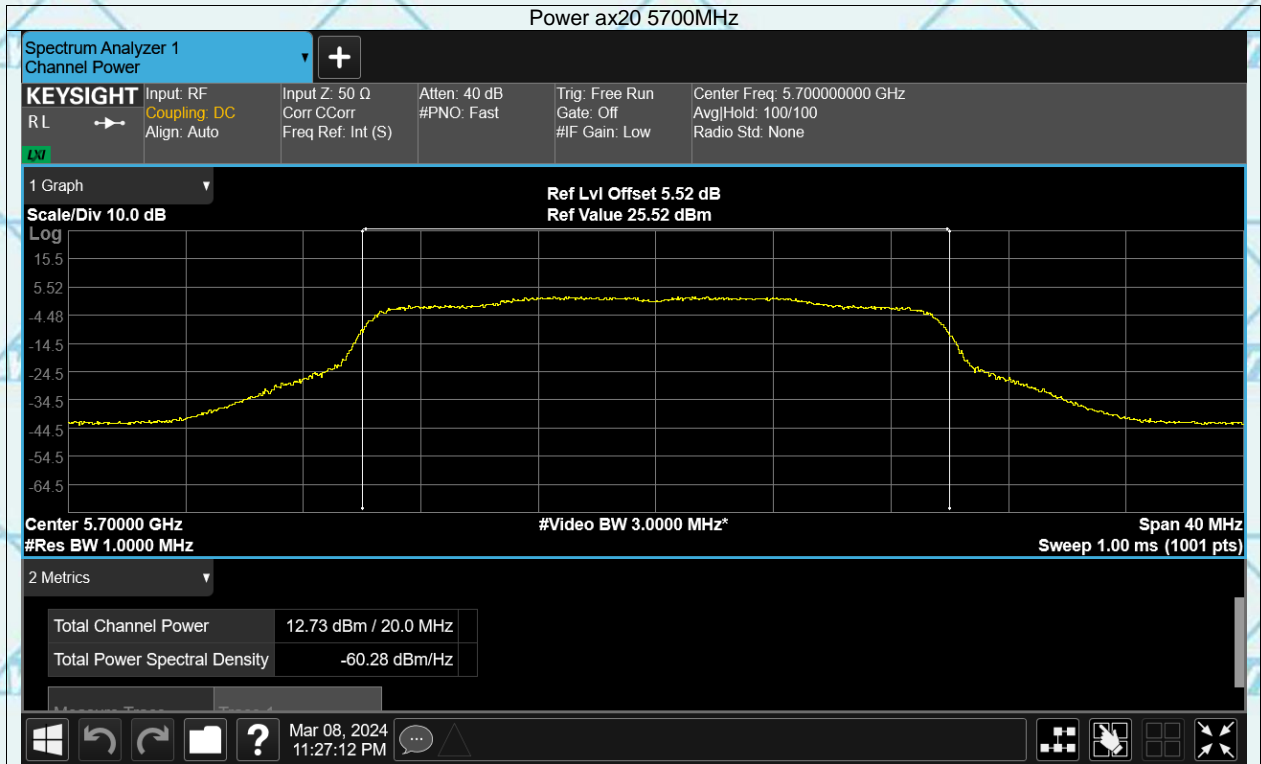 Power ax20 5700MHz
Spectrum Analyzer 1
Channel Power
KEYSIGHT
R L
LXI
Input: RF
Coupling: DC
Align: Auto
Input Z: 50 Ω
Corr CCorr
Freq Ref: Int (S)
Atten: 40 dB
#PNO: Fast
Trig: Free Run
Gate: Off
#IF Gain: Low
Center Freq: 5.700000000 GHz
Avg|Hold: 100/100
Radio Std: None
1 Graph
Scale/Div 10.0 dB
Ref Lvl Offset 5.52 dB
Ref Value 25.52 dBm
Log
15.5
5.52
-4.48
-14.5
-24.5
-34.5
-44.5
-54.5
-64.5
Center 5.70000 GHz
#Video BW 3.0000 MHz*
Span 40 MHz
#Res BW 1.0000 MHz
Sweep 1.00 ms (1001 pts)
2 Metrics
Total Channel Power 12.73 dBm / 20.0 MHz
Total Power Spectral Density -60.28 dBm/Hz
Measure Trace Trace 1
Mar 08, 2024
11:27:12 PM